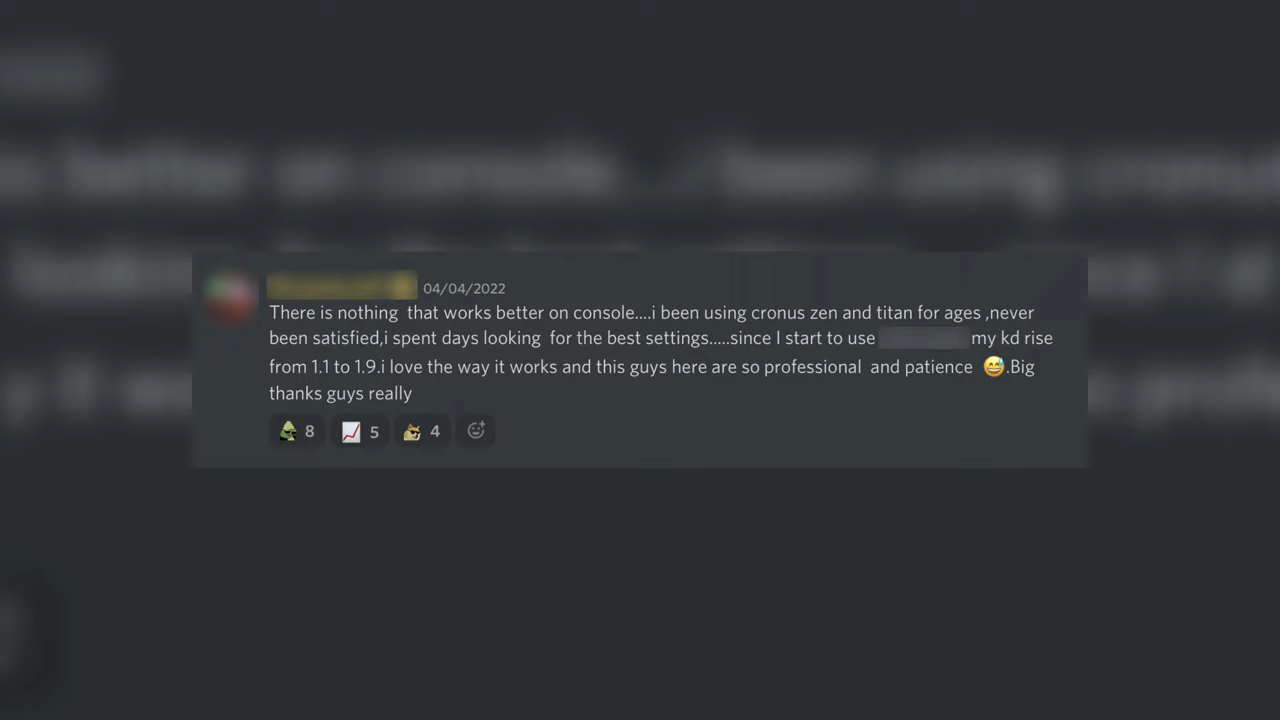 04/04/2022
There is nothing  that works better on console....i been using cronus zen and titan for ages ,never
been satisfied,i spent days looking  for the best settings.....since I start to use my kd rise
from 1.1 to 1.9.i love the way it works and this guys here are so professional  and patience 😅.Big
thanks guys really
8 5 4